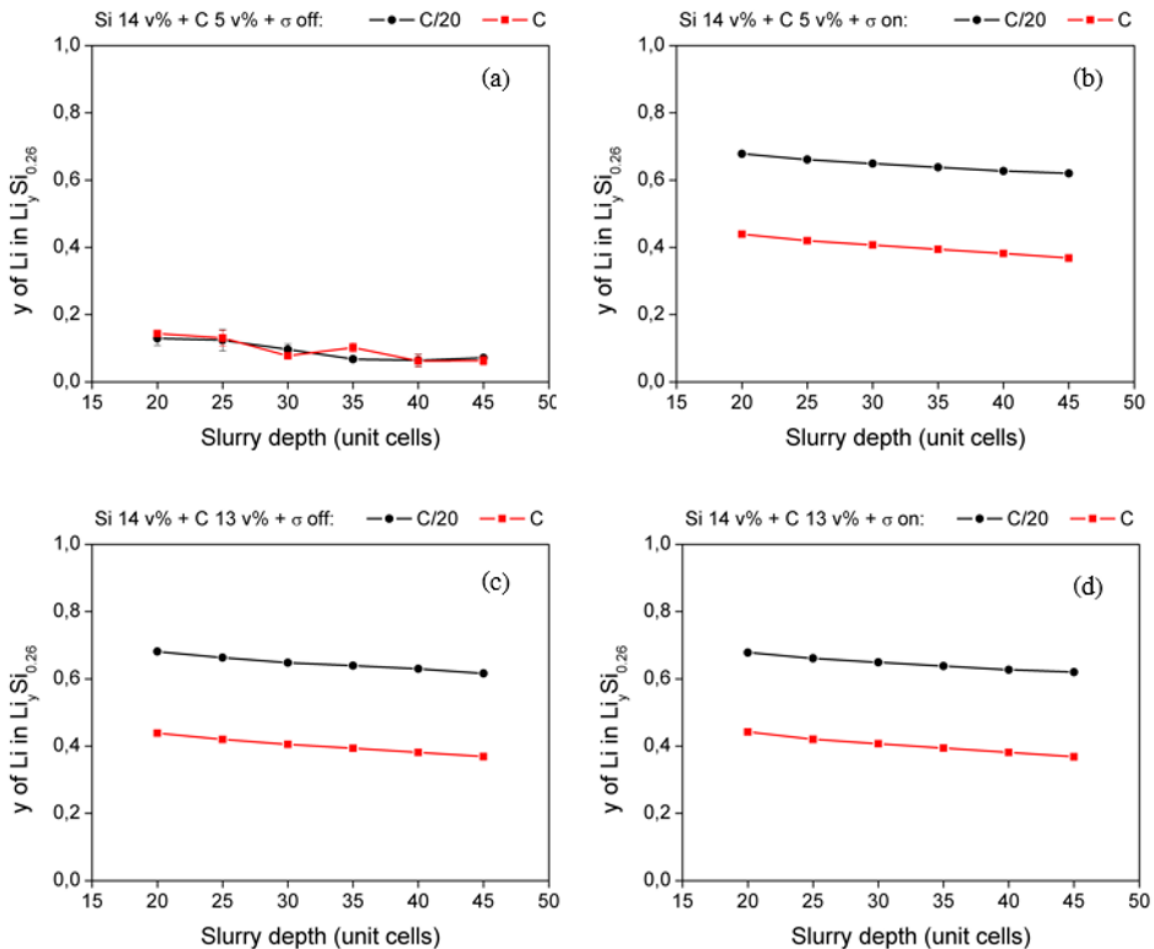 Si 14 v% + C 5 v% + σ off: C/20 C
(a)
1,0
0,8
0,6
0,4
0,2
0,0
y of Li in LiySi0.26
15 20 25 30 35 40 45 50
Slurry depth (unit cells)
Si 14 v% + C 5 v% + σ on: C/20 C
(b)
1,0
0,8
0,6
0,4
0,2
0,0
y of Li in LiySi0.26
15 20 25 30 35 40 45 50
Slurry depth (unit cells)
Si 14 v% + C 13 v% + σ off: C/20 C
(c)
1,0
0,8
0,6
0,4
0,2
0,0
y of Li in LiySi0.26
15 20 25 30 35 40 45 50
Slurry depth (unit cells)
Si 14 v% + C 13 v% + σ on: C/20 C
(d)
1,0
0,8
0,6
0,4
0,2
0,0
y of Li in LiySi0.26
15 20 25 30 35 40 45 50
Slurry depth (unit cells)